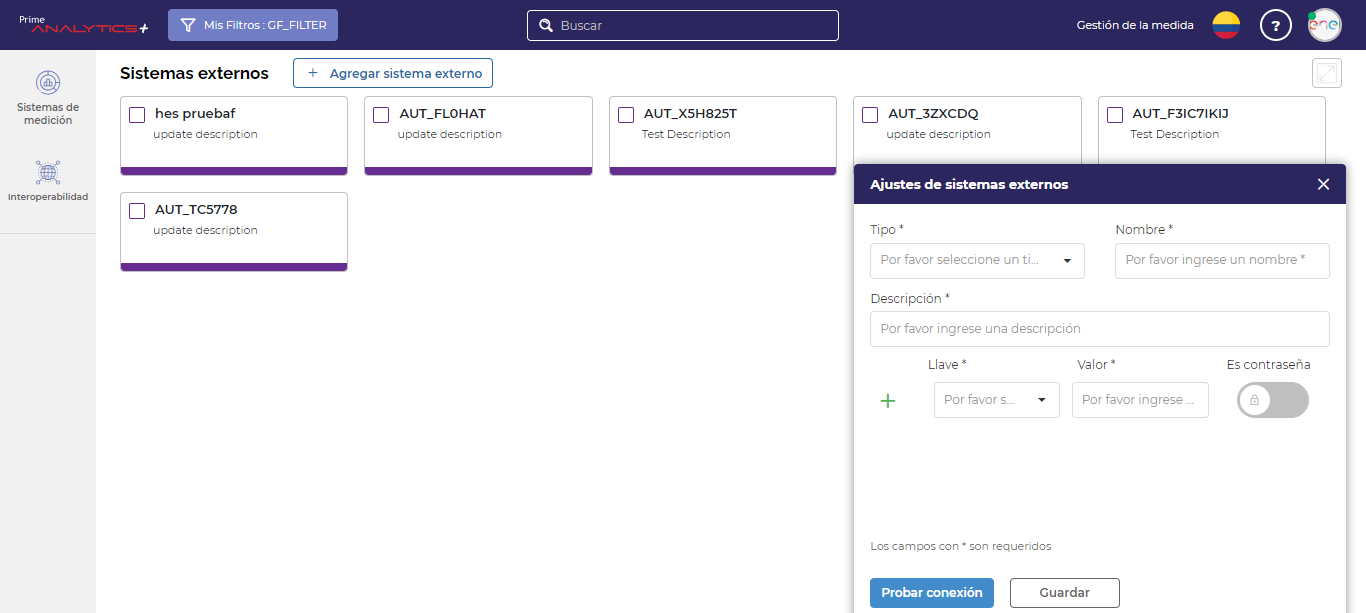 Prime
ANALYTICS+
Mis Filtros : GF_FILTER
Buscar
Gestión de la medida
?
ene
Sistemas de
medición
Interoperabilidad
Sistemas externos
+ Agregar sistema externo
hes pruebaf
update description
AUT_FL0HAT
update description
AUT_X5H825T
Test Description
AUT_3ZXCDQ
update description
AUT_F3IC7IKIJ
Test Description
AUT_TC5778
update description
Ajustes de sistemas externos
Tipo *
Por favor seleccione un ti...
Nombre *
Por favor ingrese un nombre *
Descripción *
Por favor ingrese una descripción
Llave *
Valor *
Es contraseña
+
Por favor s...
Por favor ingrese ...
Los campos con * son requeridos
Probar conexión
Guardar